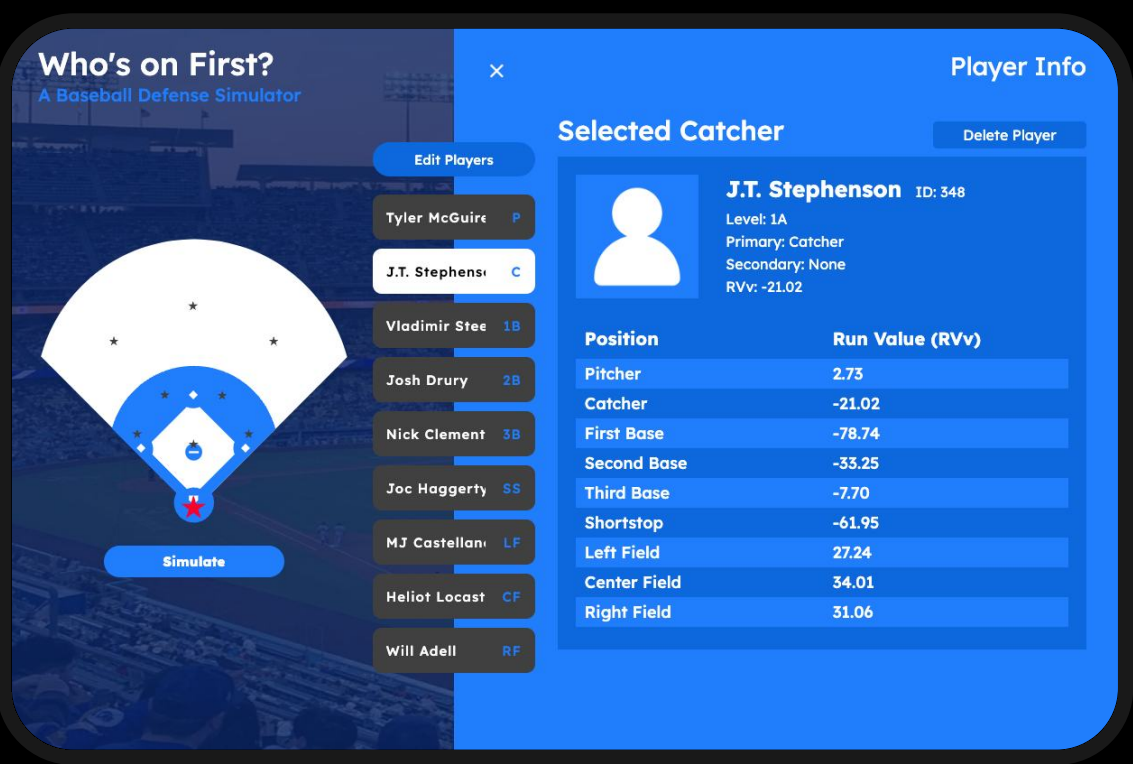 Who's on First?
A Baseball Defense Simulator
Simulate
Edit Players
Tyler McGuire P
J.T. Stephens C
Vladimir Stee 1B
Josh Drury 2B
Nick Clement 3B
Joc Haggerty SS
MJ Castellan LF
Heliot Locast CF
Will Adell RF
×
Player Info
Selected Catcher
Delete Player
J.T. Stephenson ID: 348
Level: 1A
Primary: Catcher
Secondary: None
RVv: -21.02
Position Run Value (RVv)
Pitcher 2.73
Catcher -21.02
First Base -78.74
Second Base -33.25
Third Base -7.70
Shortstop -61.95
Left Field 27.24
Center Field 34.01
Right Field 31.06